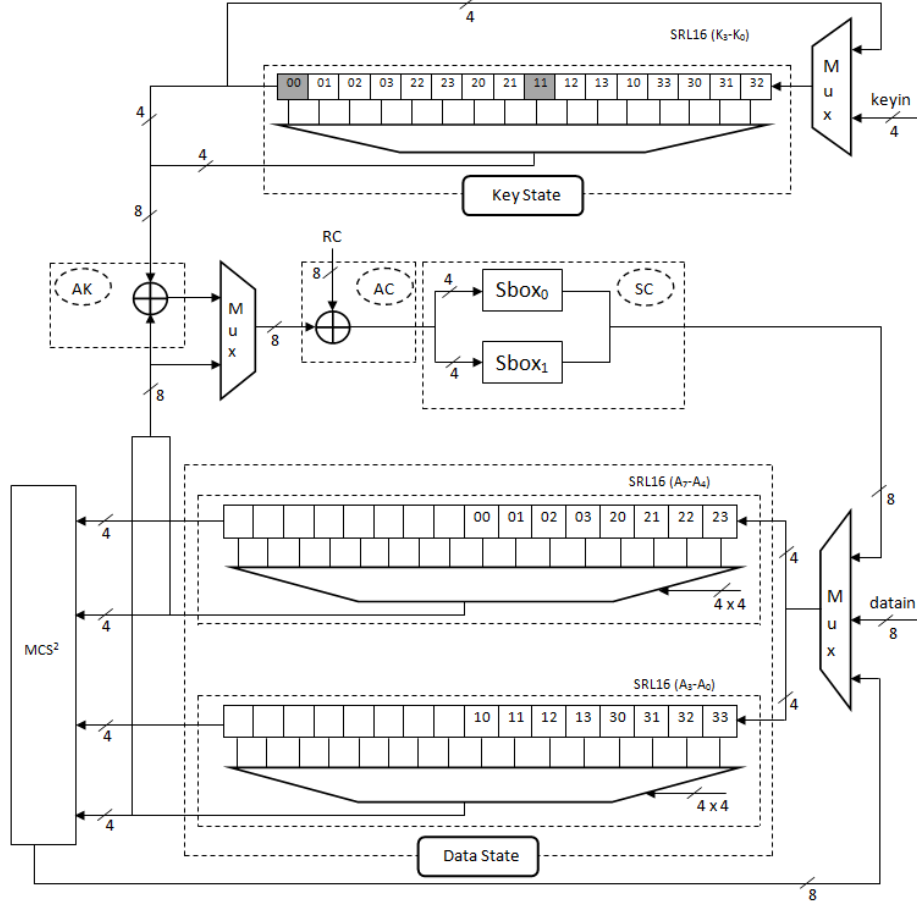 4
SRL16 (K₃-K₀)
00 01 02 03 22 23 20 21 11 12 13 10 33 30 31 32
M
u
x
keyin
4
4
4
Key State
8
RC
8
AK
AC
SC
4
Sbox₀
M
u
x
8
4
Sbox₁
8
8
SRL16 (A₇-A₄)
00 01 02 03 20 21 22 23
4
4
4 x 4
4
M
u
x
datain
8
MCS²
SRL16 (A₃-A₀)
4
10 11 12 13 30 31 32 33
4
4 x 4
4
Data State
8